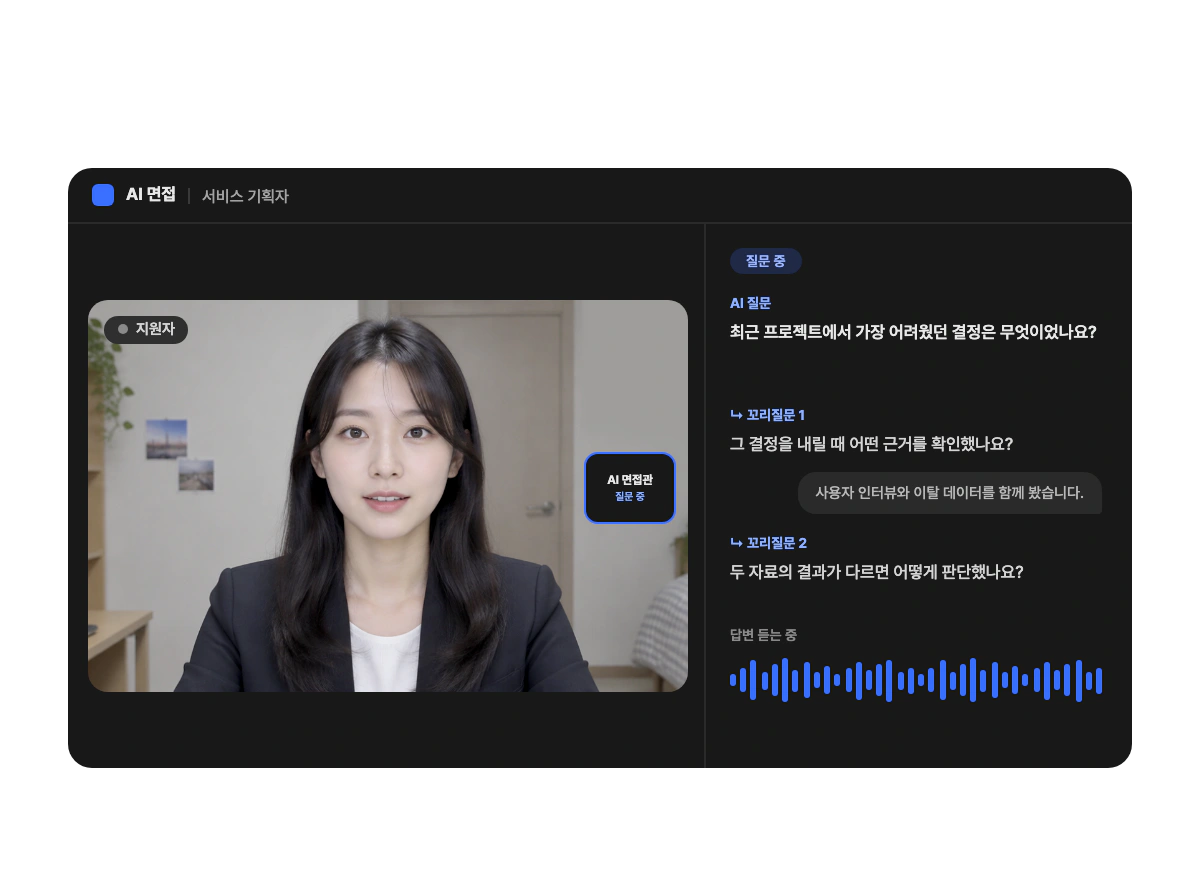 AI 면접 | 서비스 기획자
지원자
AI 면접관
질문 중
질문 중
AI 질문
최근 프로젝트에서 가장 어려웠던 결정은 무엇이었나요?
↳ 꼬리질문 1
그 결정을 내릴 때 어떤 근거를 확인했나요?
사용자 인터뷰와 이탈 데이터를 함께 봤습니다.
↳ 꼬리질문 2
두 자료의 결과가 다르면 어떻게 판단했나요?
답변 듣는 중